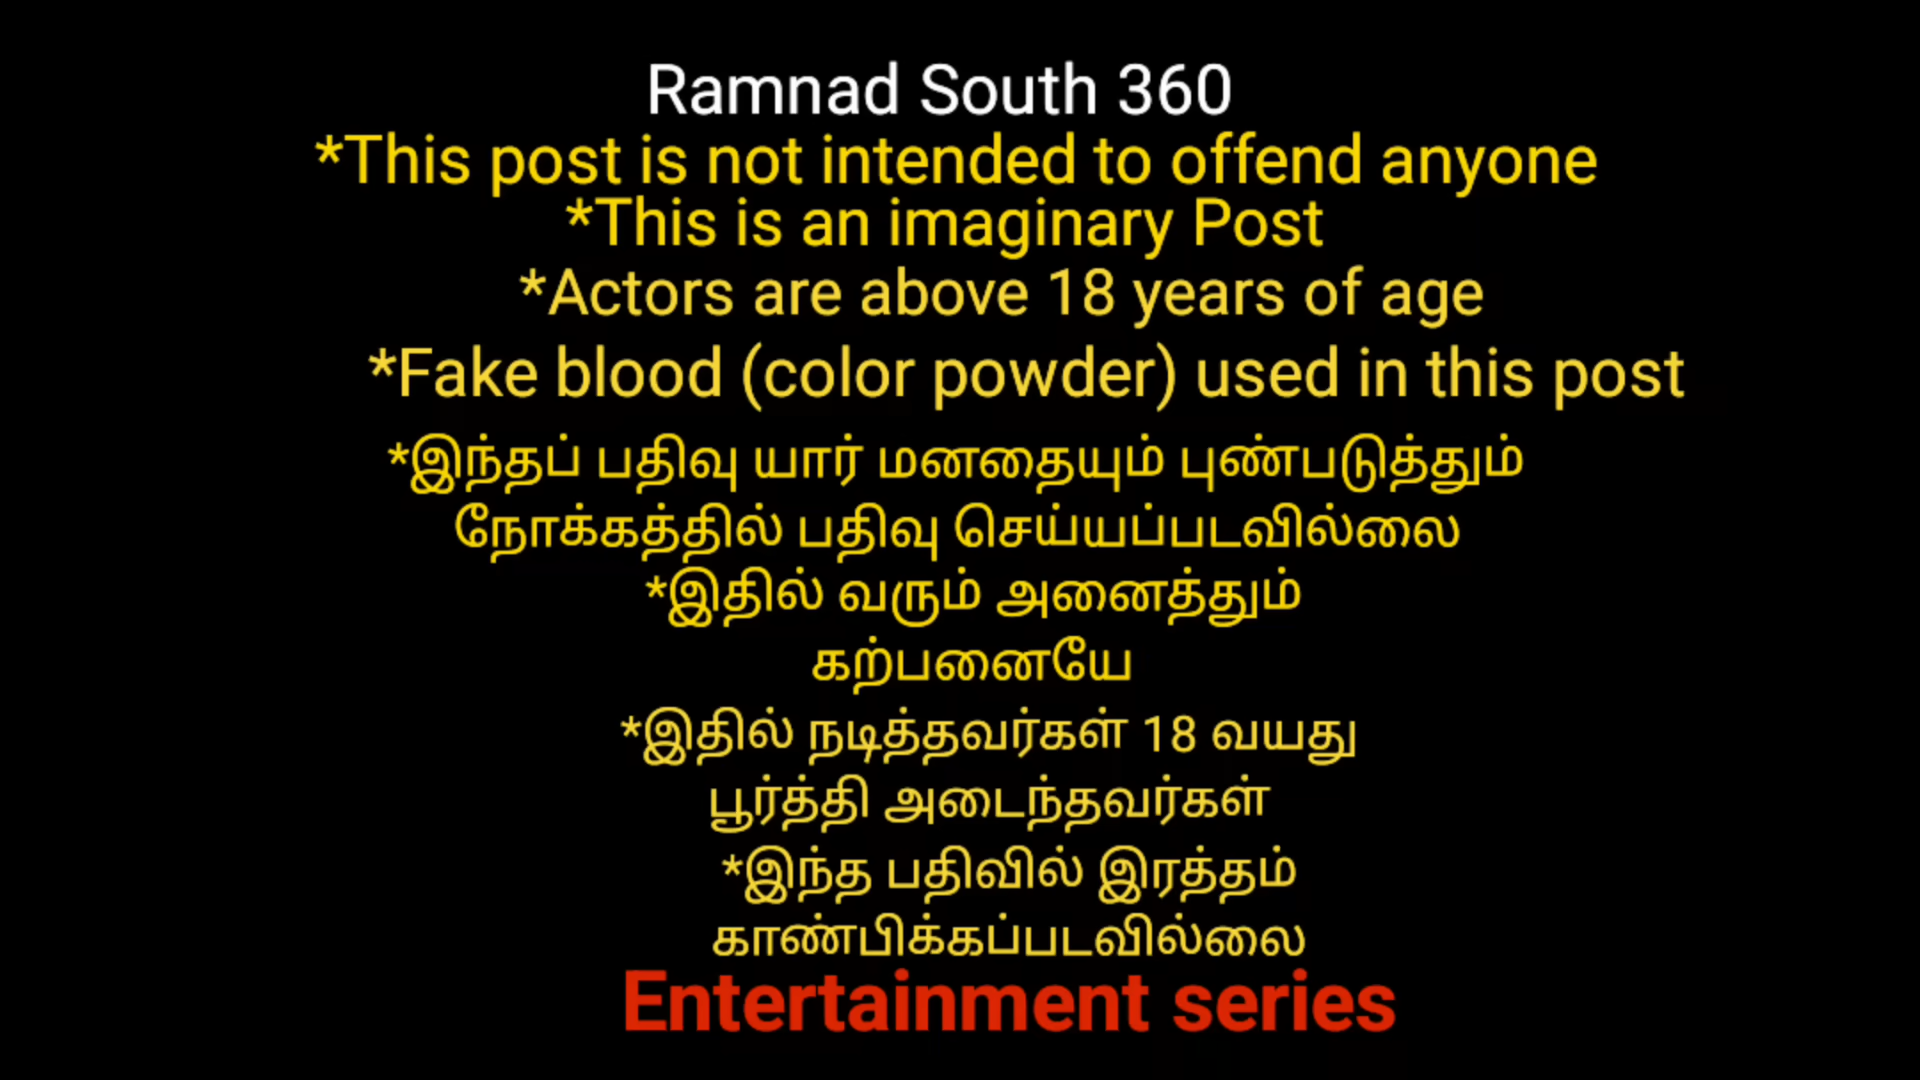 Ramnad South 360
*This post is not intended to offend anyone
*This is an imaginary Post
*Actors are above 18 years of age
*Fake blood (color powder) used in this post
*இந்தப் பதிவு யார் மனதையும் புண்படுத்தும்
நோக்கத்தில் பதிவு செய்யப்படவில்லை
*இதில் வரும் அனைத்தும்
கற்பனையே
*இதில் நடித்தவர்கள் 18 வயது
பூர்த்தி அடைந்தவர்கள்
*இந்த பதிவில் இரத்தம்
காண்பிக்கப்படவில்லை
Entertainment series